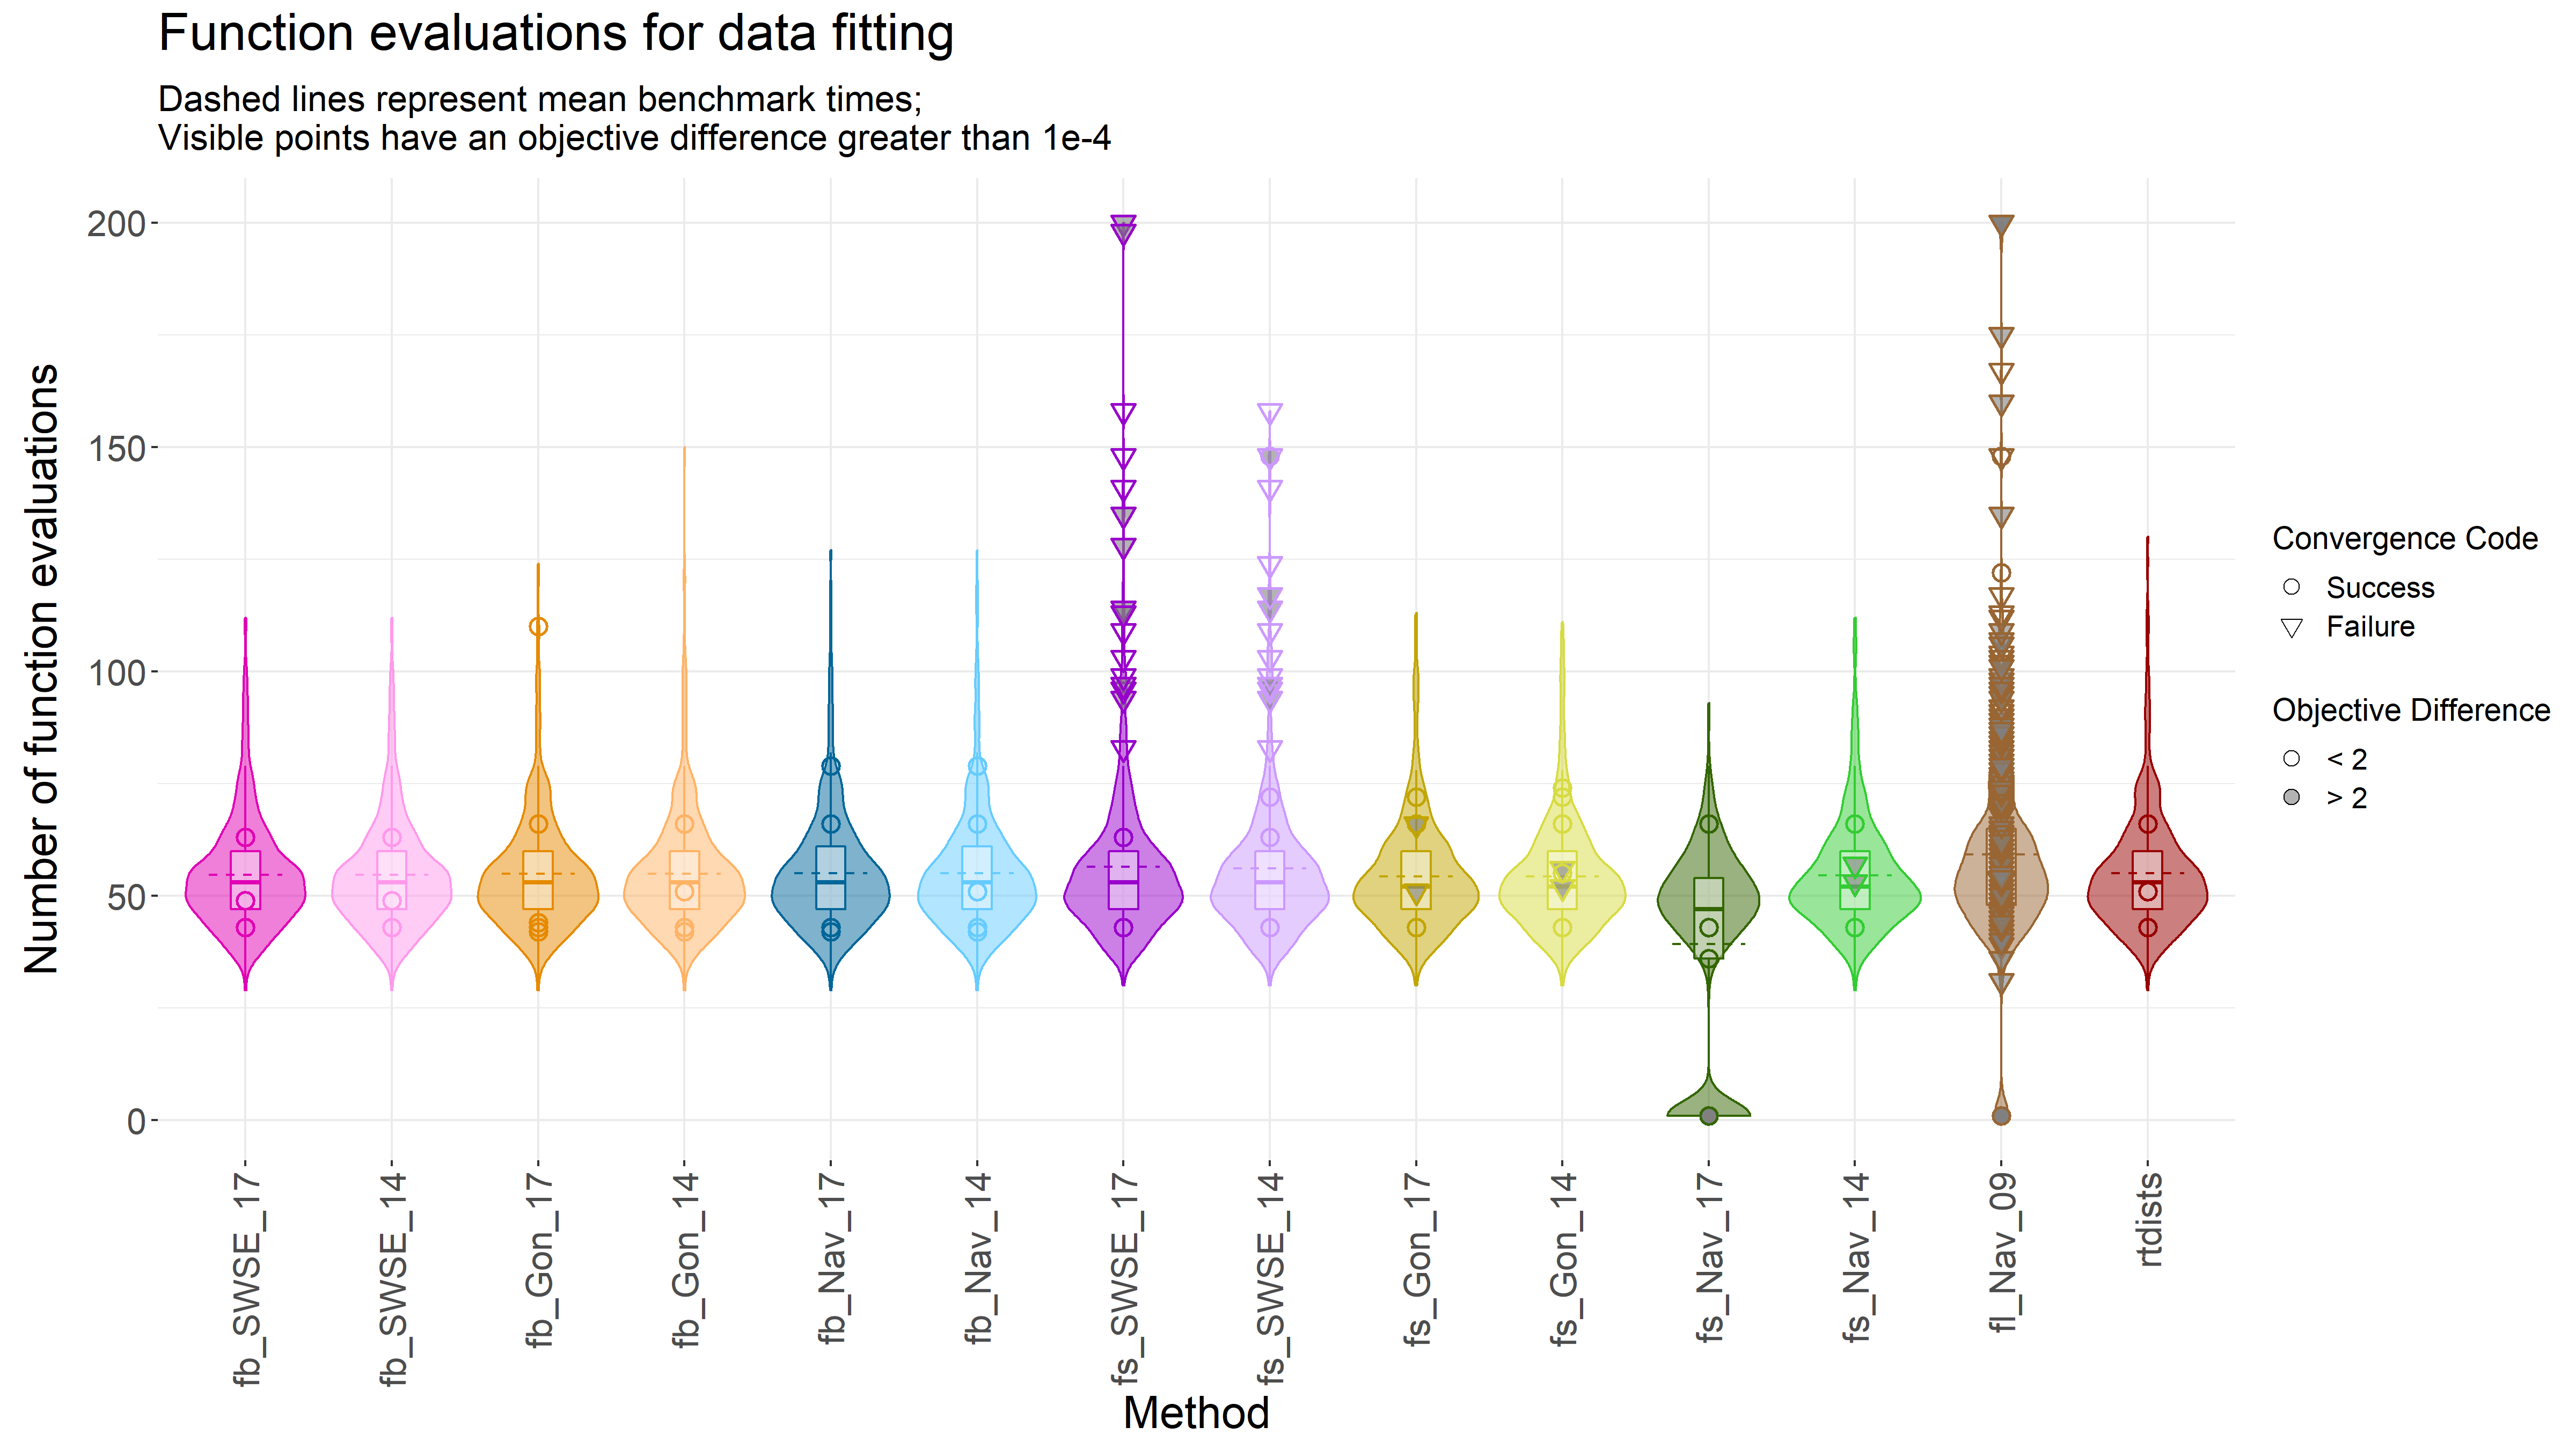 Function evaluations for data fitting
Dashed lines represent mean benchmark times;
Visible points have an objective difference greater than 1e-4
Number of function evaluations
200
150
100
50
0
fb_SWSE_17
fb_SWSE_14
fb_Gon_17
fb_Gon_14
fb_Nav_17
fb_Nav_14
fs_SWSE_17
fs_SWSE_14
fs_Gon_17
fs_Gon_14
fs_Nav_17
fs_Nav_14
fl_Nav_09
rtdists
Method
Convergence Code
Success
Failure
Objective Difference
< 2
> 2